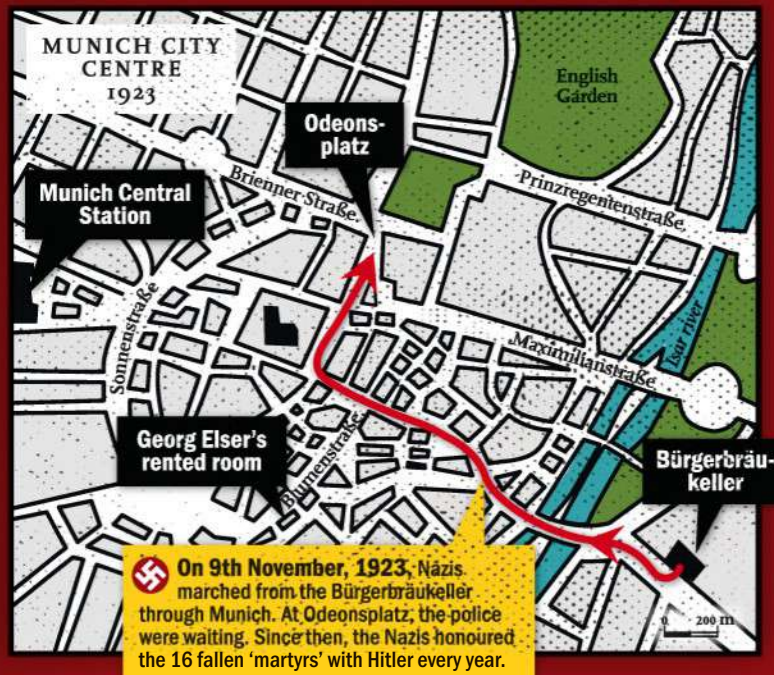 MUNICH CITY
CENTRE
1923
English
Garden
Odeons-
platz
Brienner Straße
Prinzregentenstraße
Munich Central
Station
Sonnenstraße
Isar river
Maximilianstraße
Georg Elser's
rented room
Blumenstraße
Bürgerbräu-
keller
On 9th November, 1923, Nazis
marched from the Bürgerbräukeller
through Munich. At Odeonsplatz, the police
were waiting. Since then, the Nazis honoured
the 16 fallen ‘martyrs’ with Hitler every year.
0 200 m